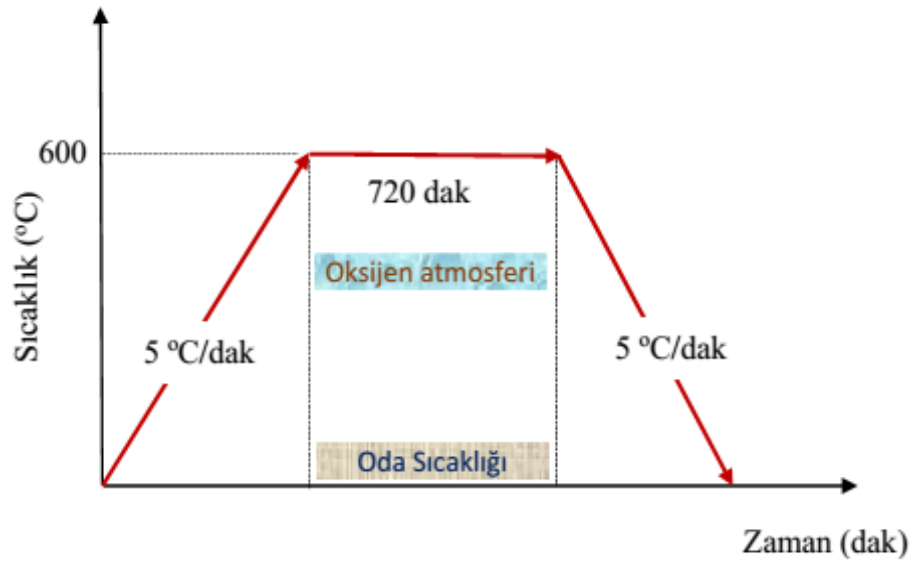 600
720 dak
Sıcaklık (ºC)
Oksijen atmosferi
5 ºC/dak
5 ºC/dak
Oda Sıcaklığı
Zaman (dak)